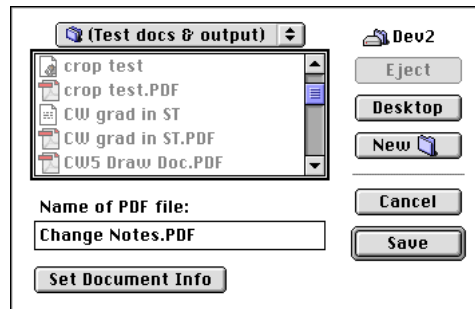 (Test docs & output)
Dev2
crop test
crop test.PDF
CW grad in ST
CW grad in ST.PDF
CW5 Draw Doc.PDF
Eject
Desktop
New
Name of PDF file:
Change Notes.PDF
Cancel
Save
Set Document Info